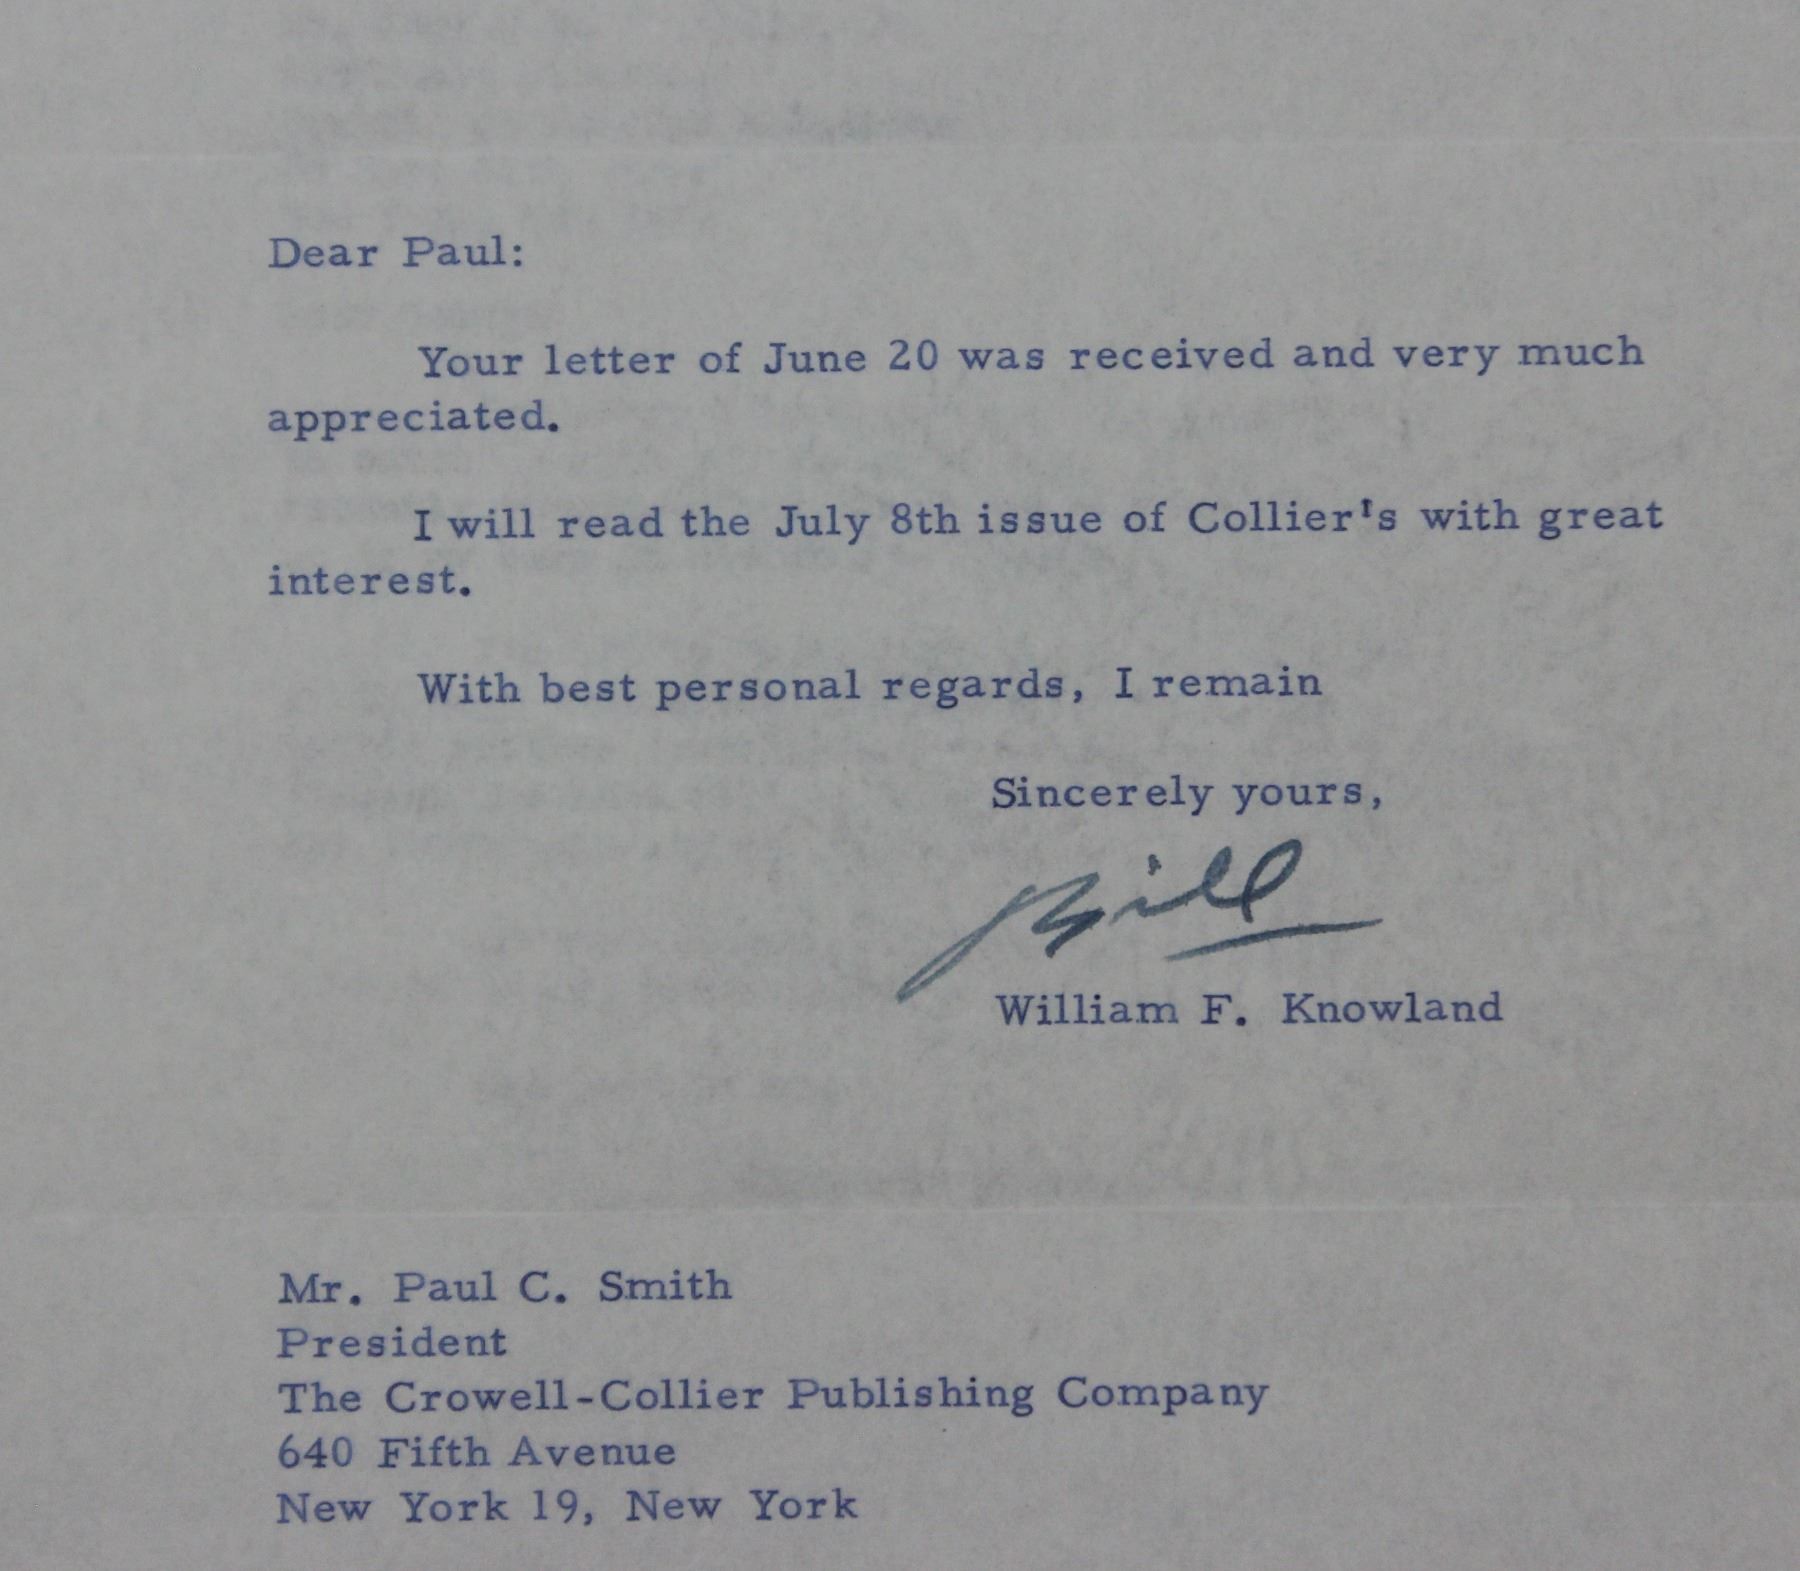 Dear Paul:
Your letter of June 20 was received and very much
appreciated.
I will read the July 8th issue of Collier's with great
interest.
With best personal regards, I remain
Sincerely yours,
Bill
William F. Knowland
Mr. Paul C. Smith
President
The Crowell-Collier Publishing Company
640 Fifth Avenue
New York 19, New York